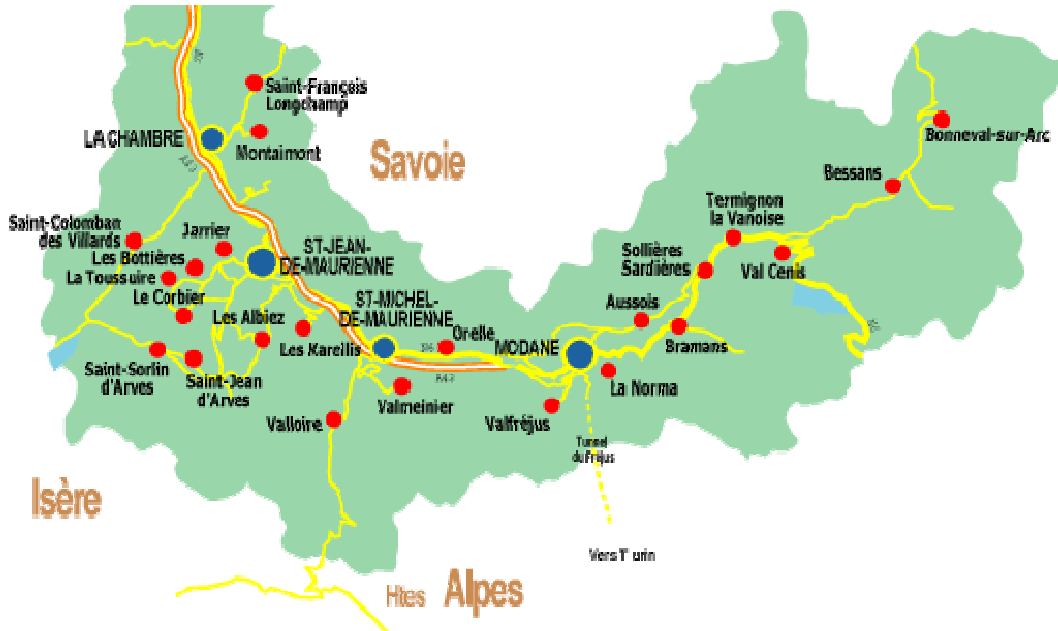 Saint-François
Longchamp
LA CHAMBRE
Montaimont
Savoie
Bonneval-sur-Arc
Bessans
Termignon
la Vanoise
Saint-Colomban
des Villards
Jarrier
ST-JEAN-
DE-MAURIENNE
Les Bottières
La Toussuire
Le Corbier
Sollières
Sardières
Val Cenis
ST-MICHEL-
DE-MAURIENNE
Aussois
Les Albiez
Les Kareilis
Orelle
MODANE
Bramans
Saint-Sorlin
d'Arves
Saint-Jean
d'Arves
Valmeinier
La Norma
Valloire
Valfréjus
Tunnel
du Fréjus
Isère
Vers Turin
Htes Alpes